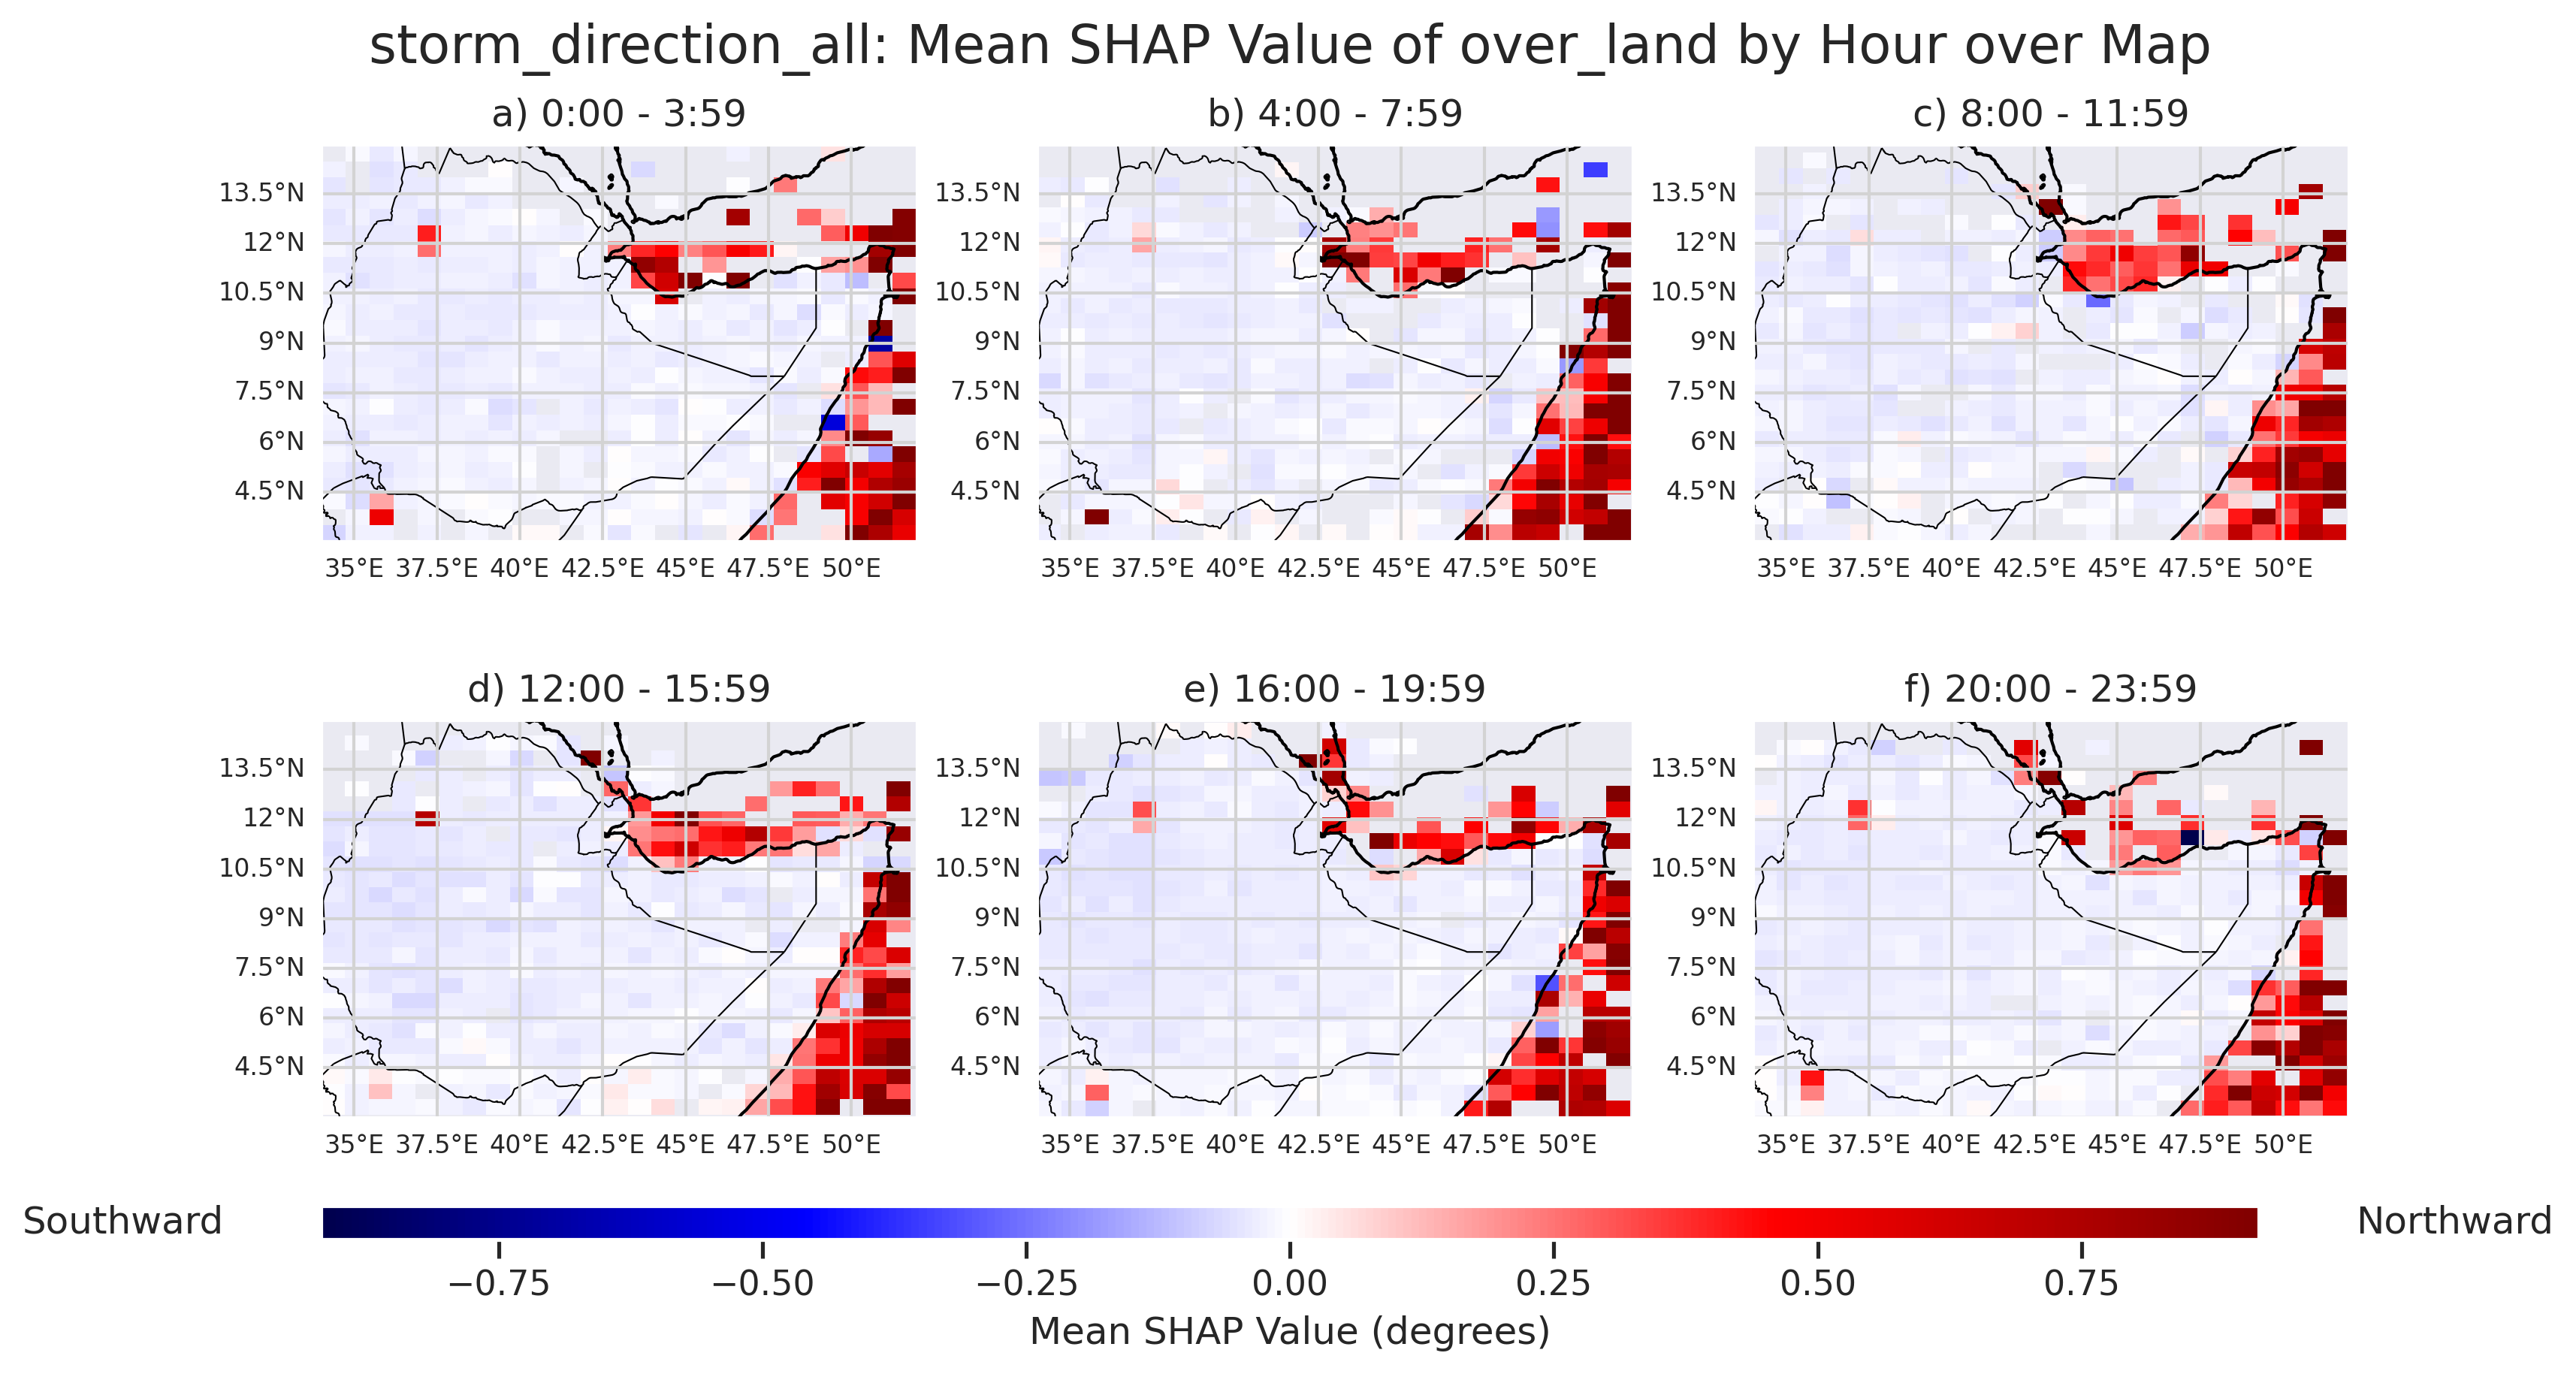 storm_direction_all: Mean SHAP Value of over_land by Hour over Map
a) 0:00 - 3:59
b) 4:00 - 7:59
c) 8:00 - 11:59
13.5°N 13.5°N 13.5°N
12°N 12°N 12°N
10.5°N 10.5°N 10.5°N
9°N 9°N 9°N
7.5°N 7.5°N 7.5°N
6°N 6°N 6°N
4.5°N 4.5°N 4.5°N
35°E 37.5°E 40°E 42.5°E 45°E 47.5°E 50°E 35°E 37.5°E 40°E 42.5°E 45°E 47.5°E 50°E 35°E 37.5°E 40°E 42.5°E 45°E 47.5°E 50°E
d) 12:00 - 15:59
e) 16:00 - 19:59
f) 20:00 - 23:59
13.5°N 13.5°N 13.5°N
12°N 12°N 12°N
10.5°N 10.5°N 10.5°N
9°N 9°N 9°N
7.5°N 7.5°N 7.5°N
6°N 6°N 6°N
4.5°N 4.5°N 4.5°N
35°E 37.5°E 40°E 42.5°E 45°E 47.5°E 50°E 35°E 37.5°E 40°E 42.5°E 45°E 47.5°E 50°E 35°E 37.5°E 40°E 42.5°E 45°E 47.5°E 50°E
Southward Northward
−0.75 −0.50 −0.25 0.00 0.25 0.50 0.75
Mean SHAP Value (degrees)